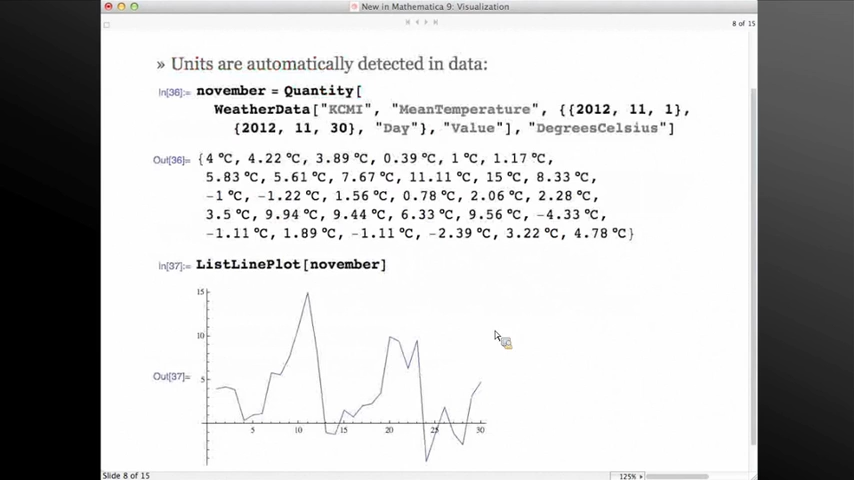 New in Mathematica 9: Visualization
8 of 15
» Units are automatically detected in data:
In[36]:= november = Quantity[
WeatherData["KCMI", "MeanTemperature", {{2012, 11, 1},
{2012, 11, 30}, "Day"}, "Value"], "DegreesCelsius"]
Out[36]= {4 °C, 4.22 °C, 3.89 °C, 0.39 °C, 1 °C, 1.17 °C,
5.83 °C, 5.61 °C, 7.67 °C, 11.11 °C, 15 °C, 8.33 °C,
-1 °C, -1.22 °C, 1.56 °C, 0.78 °C, 2.06 °C, 2.28 °C,
3.5 °C, 9.94 °C, 9.44 °C, 6.33 °C, 9.56 °C, -4.33 °C,
-1.11 °C, 1.89 °C, -1.11 °C, -2.39 °C, 3.22 °C, 4.78 °C}
In[37]:= ListLinePlot[november]
15
10
Out[37]= 5
5 10 15 20 25 30
Slide 8 of 15
125%